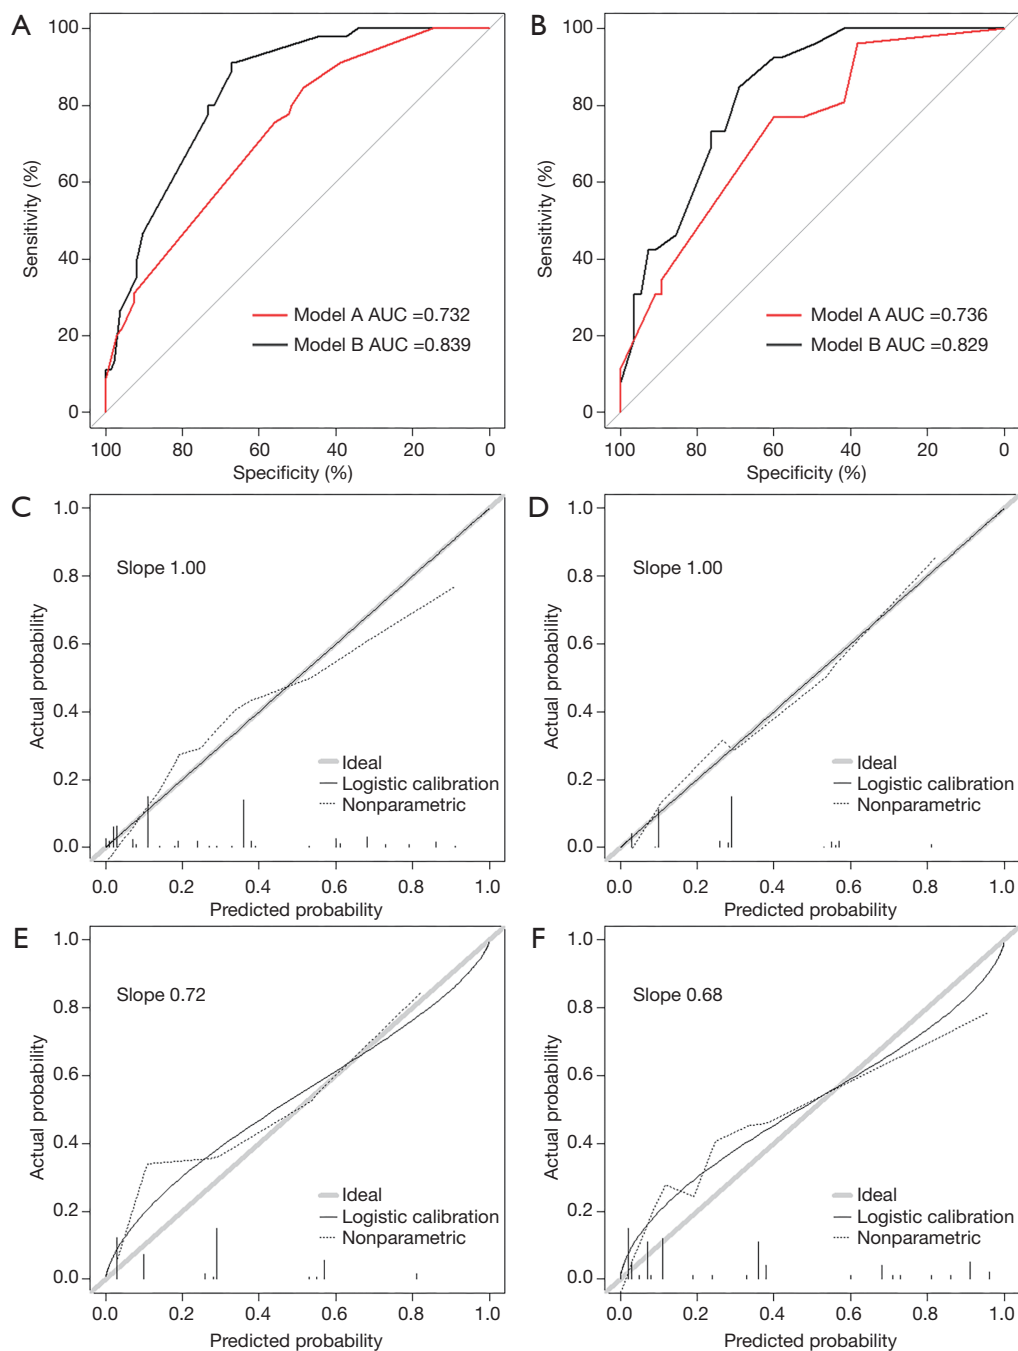 A
100
80
60
40
20
0
Sensitivity (%)
Model A AUC =0.732
Model B AUC =0.839
100 80 60 40 20 0
Specificity (%)
B
100
80
60
40
20
0
Sensitivity (%)
Model A AUC =0.736
Model B AUC =0.829
100 80 60 40 20 0
Specificity (%)
C
1.0
0.8
0.6
0.4
0.2
0.0
Actual probability
Slope 1.00
Ideal
Logistic calibration
Nonparametric
0.0 0.2 0.4 0.6 0.8 1.0
Predicted probability
D
1.0
0.8
0.6
0.4
0.2
0.0
Actual probability
Slope 1.00
Ideal
Logistic calibration
Nonparametric
0.0 0.2 0.4 0.6 0.8 1.0
Predicted probability
E
1.0
0.8
0.6
0.4
0.2
0.0
Actual probability
Slope 0.72
Ideal
Logistic calibration
Nonparametric
0.0 0.2 0.4 0.6 0.8 1.0
Predicted probability
F
1.0
0.8
0.6
0.4
0.2
0.0
Actual probability
Slope 0.68
Ideal
Logistic calibration
Nonparametric
0.0 0.2 0.4 0.6 0.8 1.0
Predicted probability